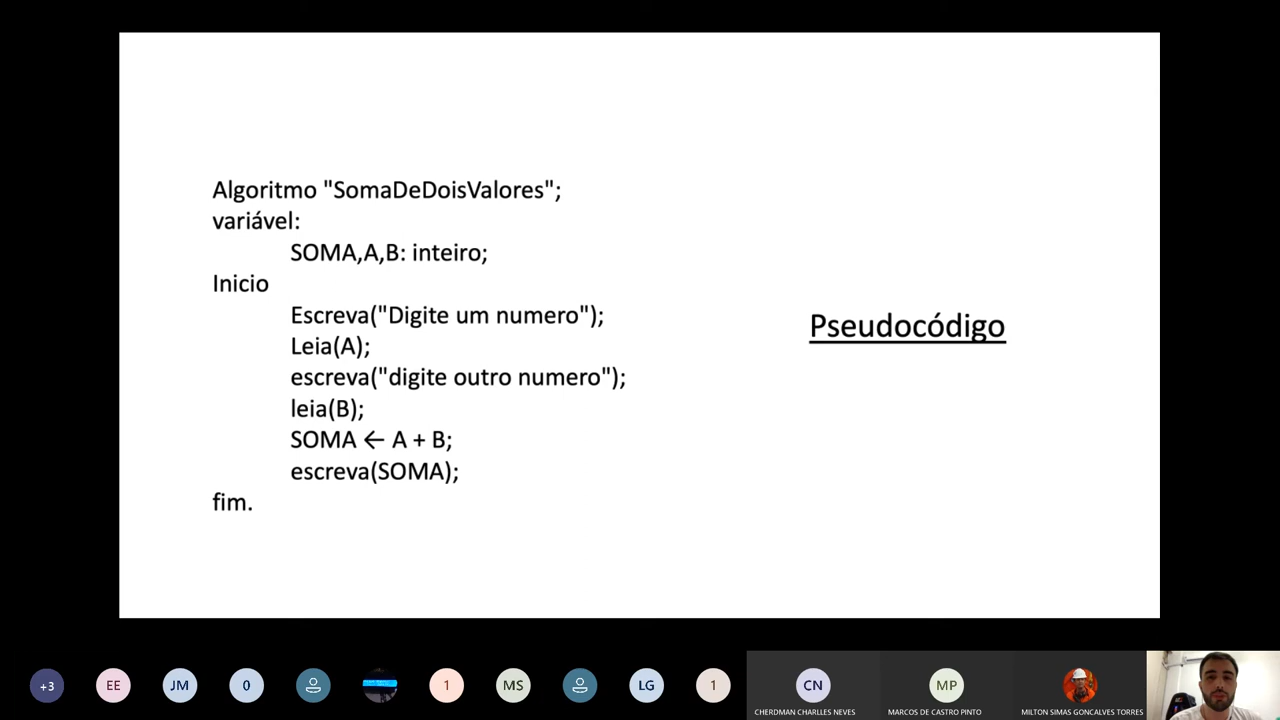 Algoritmo "SomaDeDoisValores";
variável:
SOMA,A,B: inteiro;
Inicio
Escreva("Digite um numero");
Leia(A);
escreva("digite outro numero");
leia(B);
SOMA ← A + B;
escreva(SOMA);
fim.
Pseudocódigo
+3 EE JM 0 1 MS LG 1 CN MP
CHERDMAN CHARLLES NEVES MARCOS DE CASTRO PINTO MILTON SIMAS GONCALVES TORRES